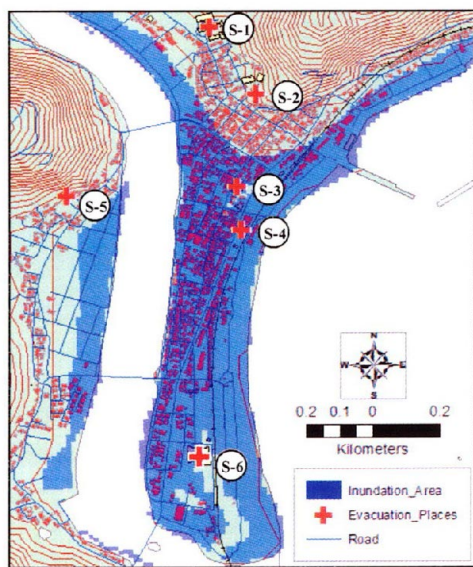 S-1
S-2
S-3
S-5
S-4
S-6
N
W E
S
0.2 0.1 0 0.2
Kilometers
Inundation_Area
Evacuation_Places
Road